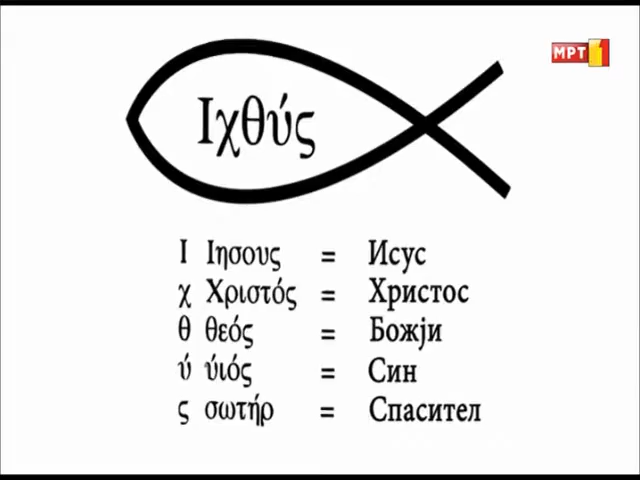 МРТ 1
Ιχθύς
Ι Ιησους = Исус
χ Χριστός = Христос
θ θεός = Божји
ύ ύιός = Син
ς σωτήρ = Спасител